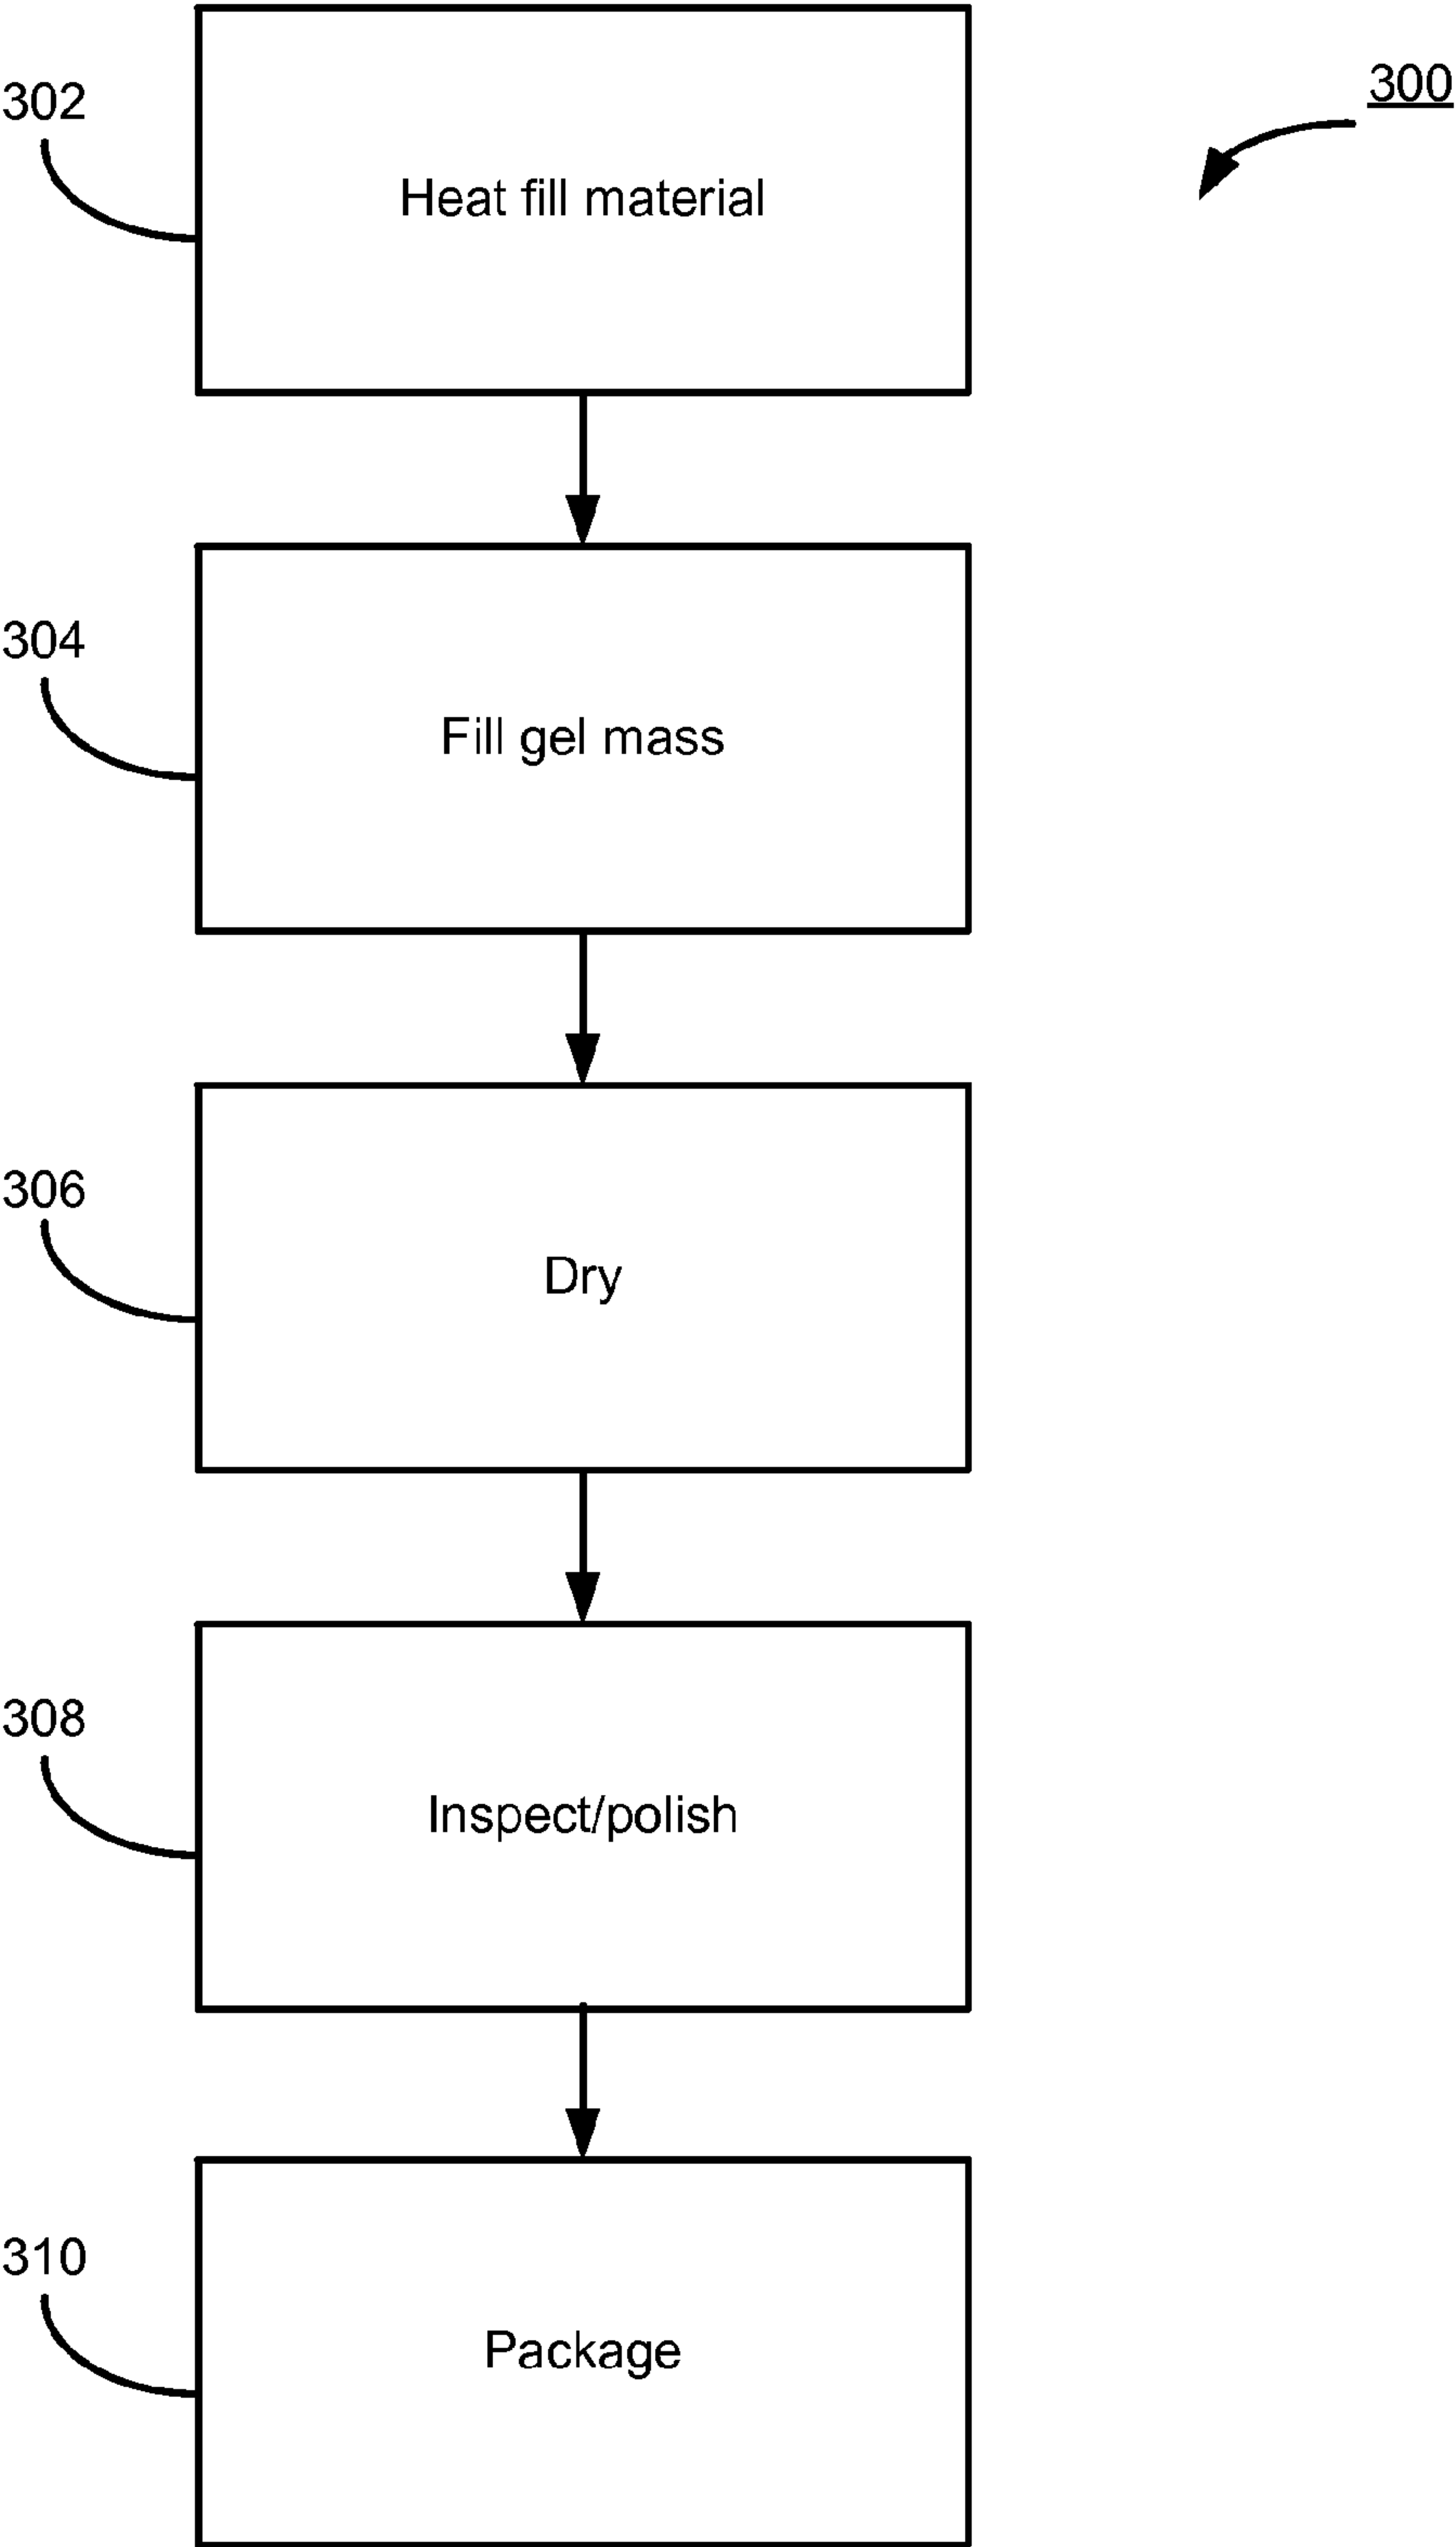 300
302
Heat fill material
304
Fill gel mass
306
Dry
308
Inspect/polish
310
Package